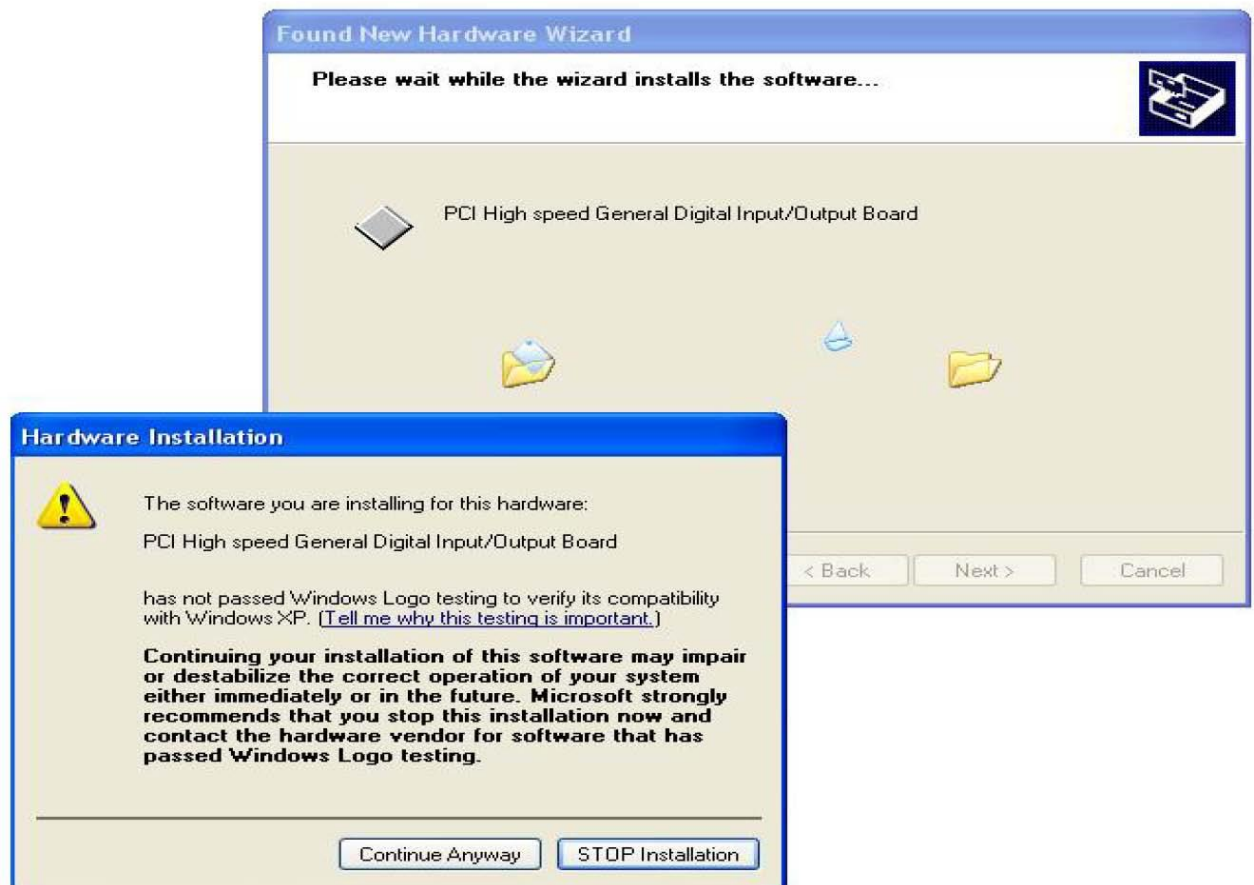 Found New Hardware Wizard
Please wait while the wizard installs the software...
PCI High speed General Digital Input/Output Board
< Back
Next >
Cancel
Hardware Installation
The software you are installing for this hardware:
PCI High speed General Digital Input/Output Board
has not passed Windows Logo testing to verify its compatibility
with Windows XP. (Tell me why this testing is important.)
Continuing your installation of this software may impair
or destabilize the correct operation of your system
either immediately or in the future. Microsoft strongly
recommends that you stop this installation now and
contact the hardware vendor for software that has
passed Windows Logo testing.
Continue Anyway
STOP Installation